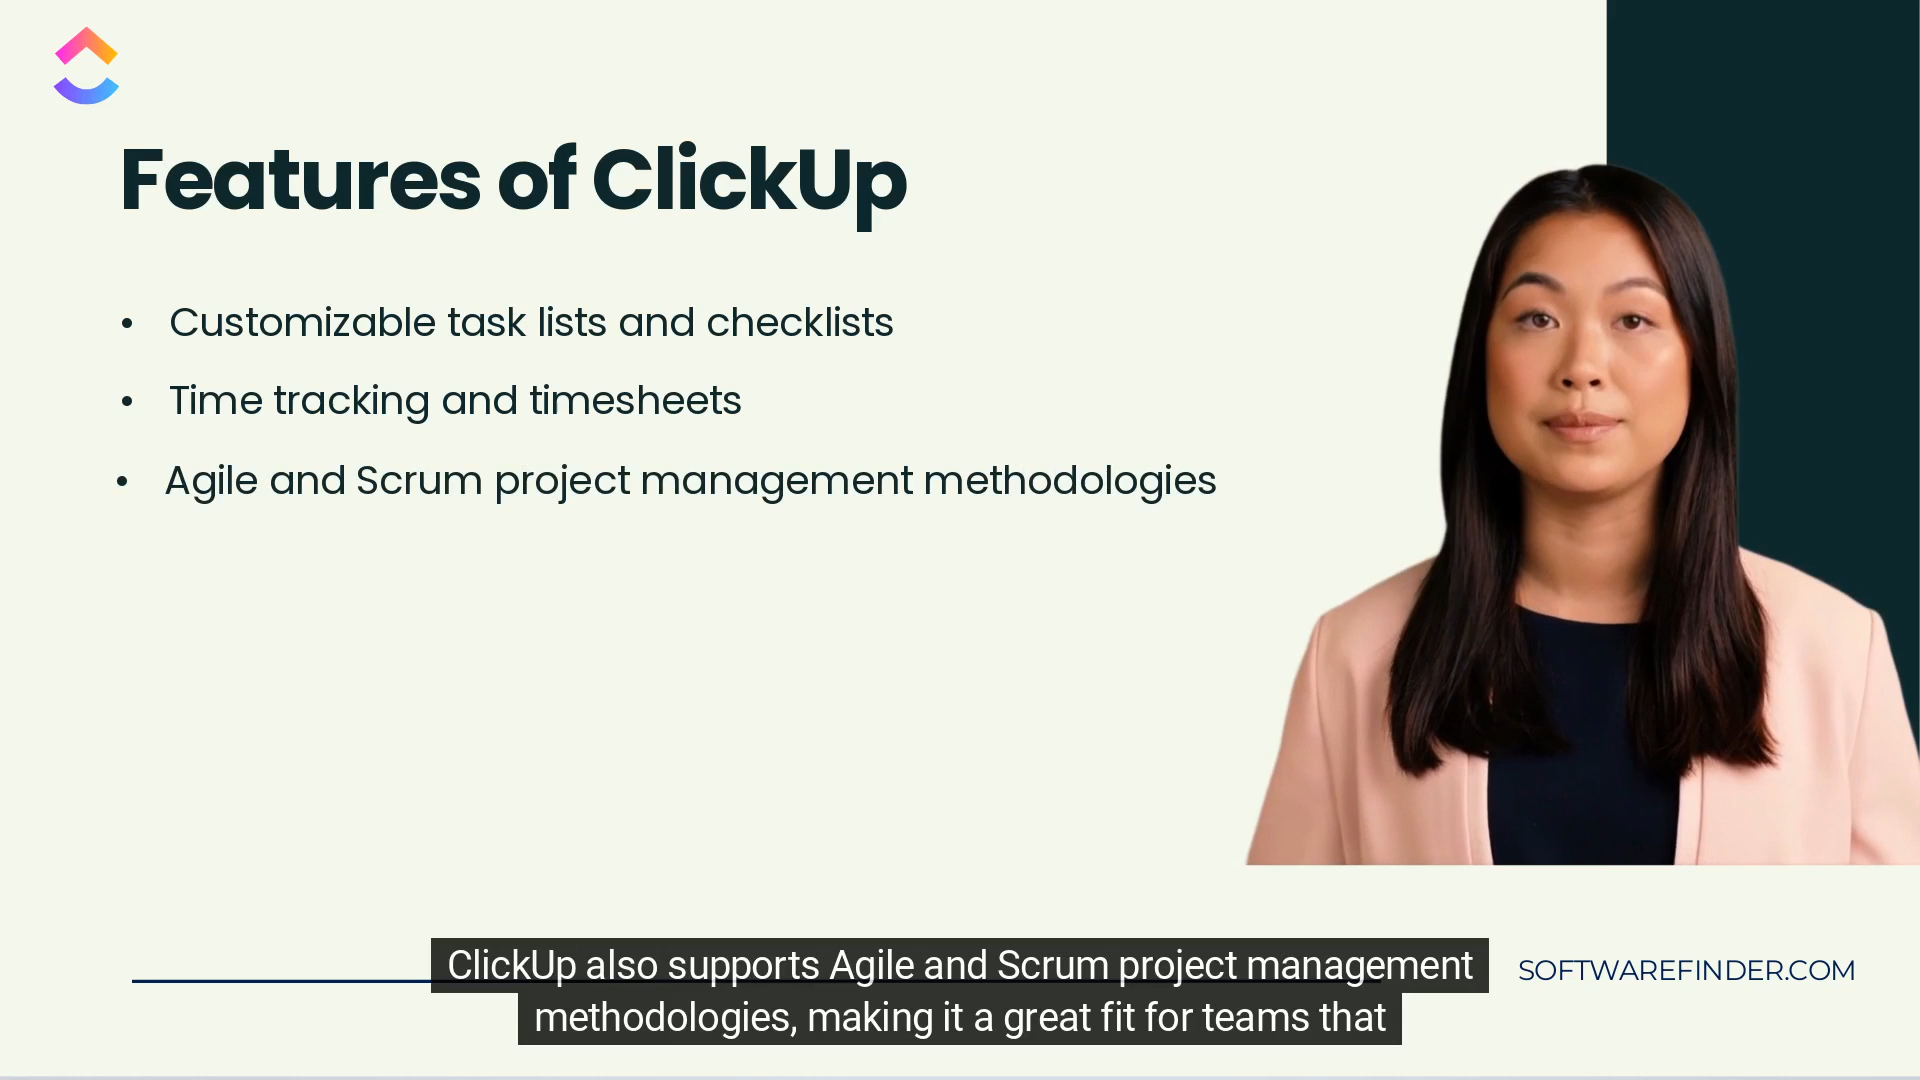 Features of ClickUp
• Customizable task lists and checklists
• Time tracking and timesheets
• Agile and Scrum project management methodologies
ClickUp also supports Agile and Scrum project management
methodologies, making it a great fit for teams that
SOFTWAREFINDER.COM